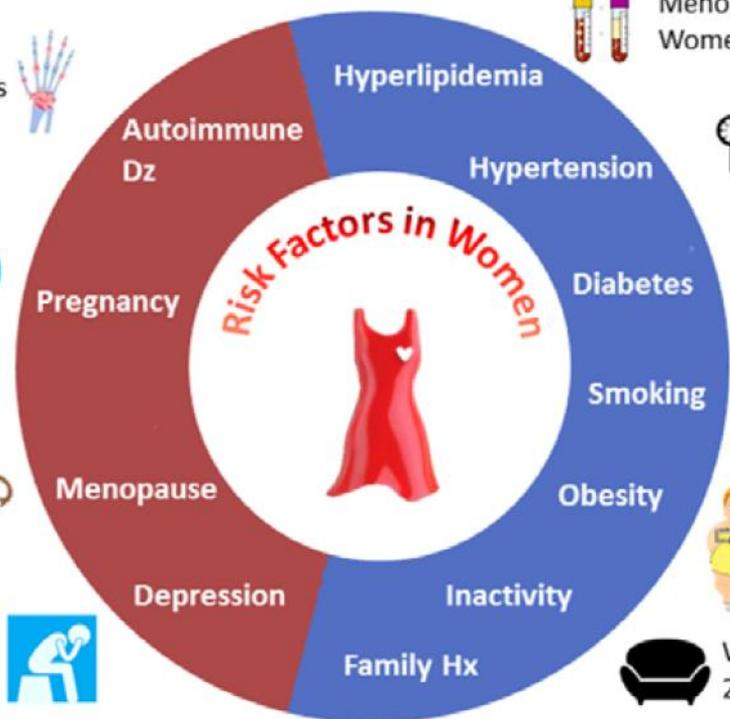 Risk Factors in Women
Hyperlipidemia
Hypertension
Diabetes
Smoking
Obesity
Inactivity
Family Hx
Depression
Menopause
Pregnancy
Autoimmune
Dz